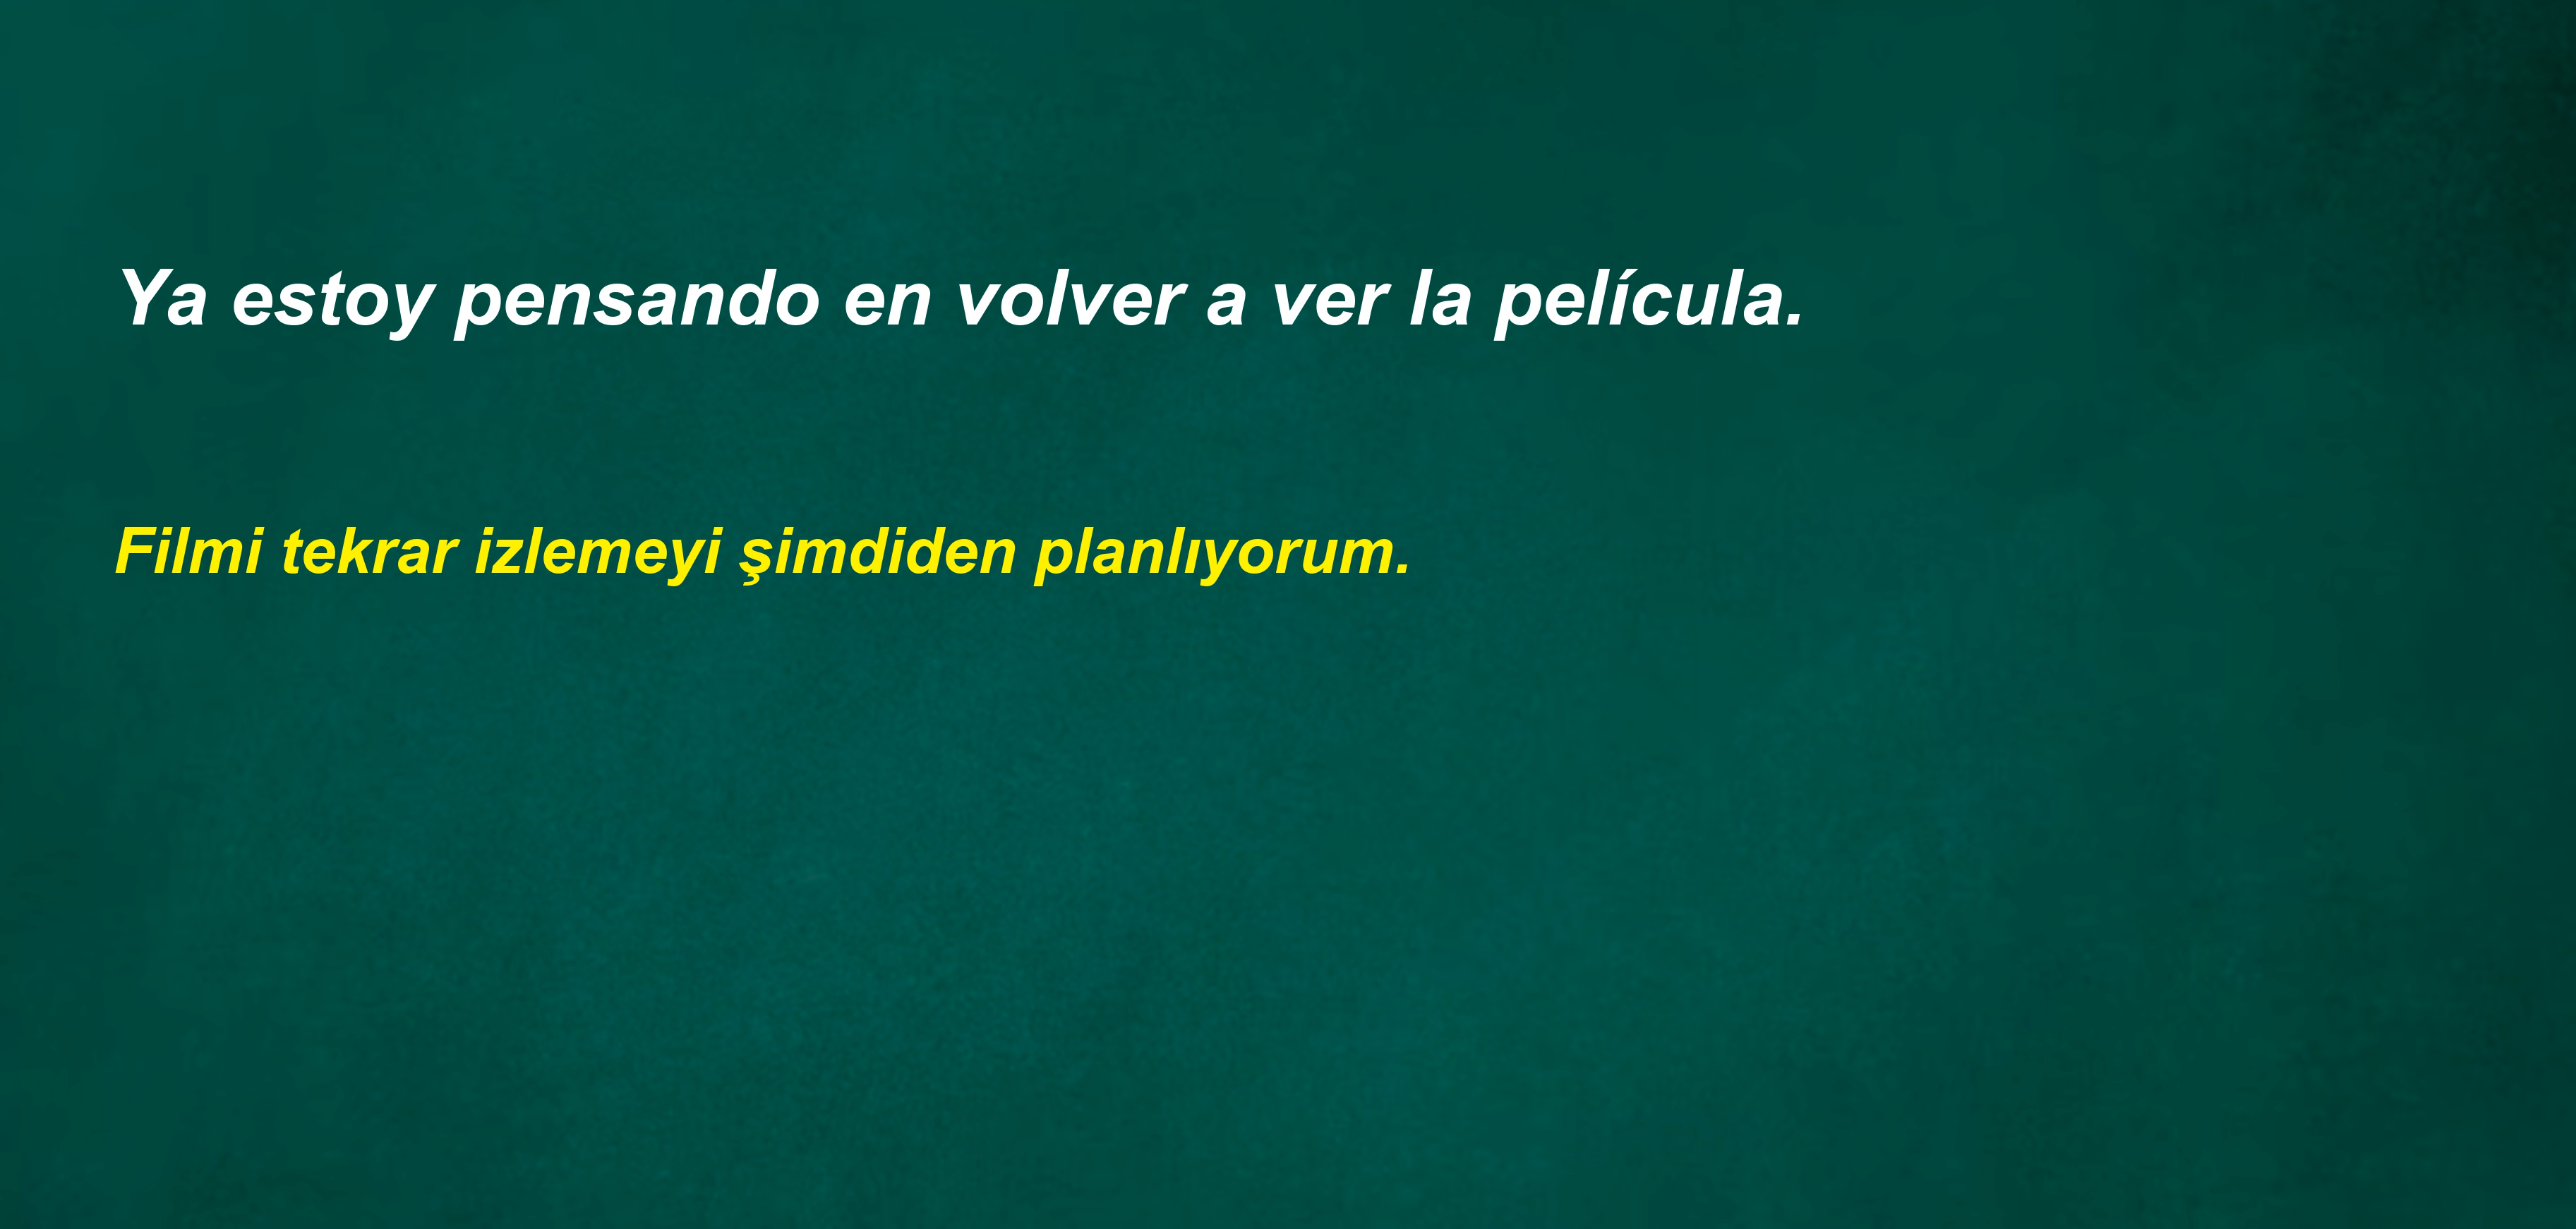 Ya estoy pensando en volver a ver la película.
Filmi tekrar izlemeyi şimdiden planlıyorum.